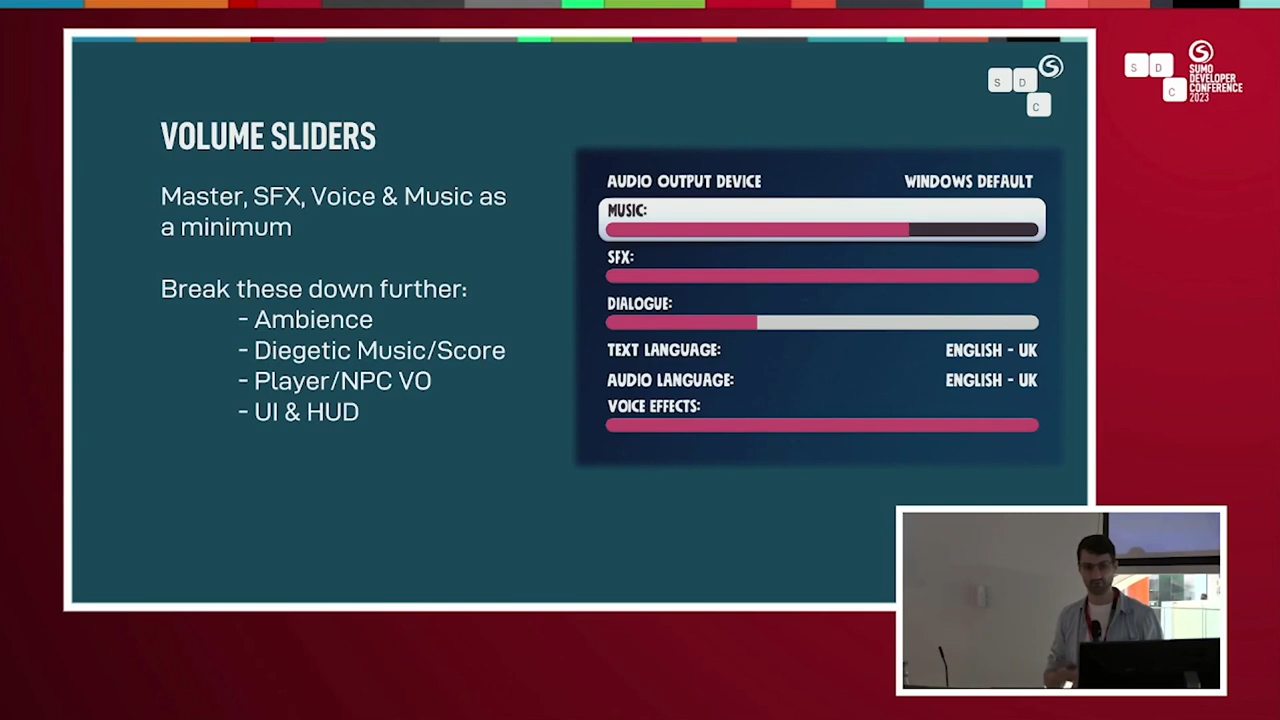 S D
C
VOLUME SLIDERS
Master, SFX, Voice & Music as
a minimum
Break these down further:
- Ambience
- Diegetic Music/Score
- Player/NPC VO
- UI & HUD
AUDIO OUTPUT DEVICE WINDOWS DEFAULT
MUSIC:
SFX:
DIALOGUE:
TEXT LANGUAGE: ENGLISH - UK
AUDIO LANGUAGE: ENGLISH - UK
VOICE EFFECTS:
S D
C
SUMO
DEVELOPER
CONFERENCE
2023